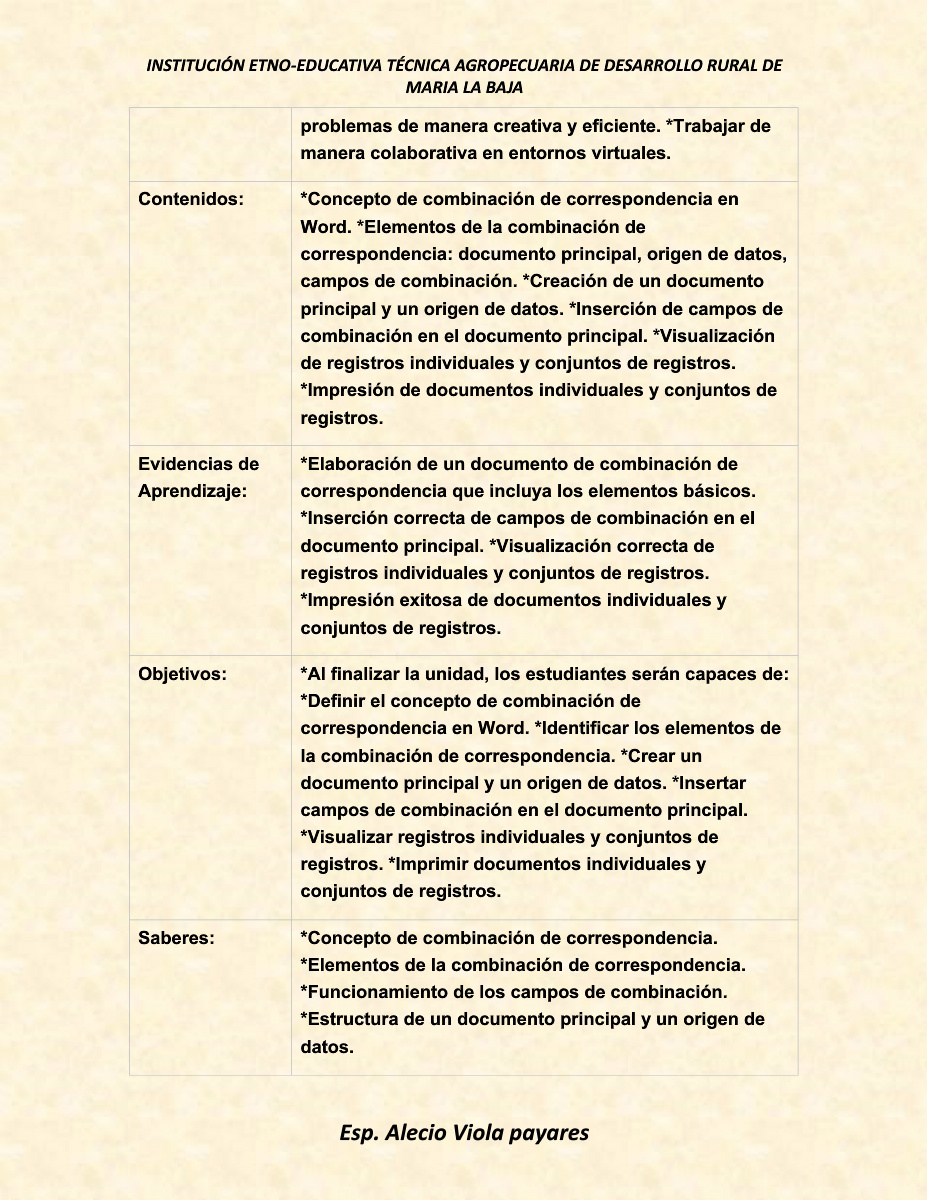 INSTITUCIÓN ETNO-EDUCATIVA TÉCNICA AGROPECUARIA DE DESARROLLO RURAL DE
MARIA LA BAJA
problemas de manera creativa y eficiente. *Trabajar de
manera colaborativa en entornos virtuales.
Contenidos:
*Concepto de combinación de correspondencia en
Word. *Elementos de la combinación de
correspondencia: documento principal, origen de datos,
campos de combinación. *Creación de un documento
principal y un origen de datos. *Inserción de campos de
combinación en el documento principal. *Visualización
de registros individuales y conjuntos de registros.
*Impresión de documentos individuales y conjuntos de
registros.
Evidencias de
Aprendizaje:
*Elaboración de un documento de combinación de
correspondencia que incluya los elementos básicos.
*Inserción correcta de campos de combinación en el
documento principal. *Visualización correcta de
registros individuales y conjuntos de registros.
*Impresión exitosa de documentos individuales y
conjuntos de registros.
Objetivos:
*Al finalizar la unidad, los estudiantes serán capaces de:
*Definir el concepto de combinación de
correspondencia en Word. *Identificar los elementos de
la combinación de correspondencia. *Crear un
documento principal y un origen de datos. *Insertar
campos de combinación en el documento principal.
*Visualizar registros individuales y conjuntos de
registros. *Imprimir documentos individuales y
conjuntos de registros.
Saberes:
*Concepto de combinación de correspondencia.
*Elementos de la combinación de correspondencia.
*Funcionamiento de los campos de combinación.
*Estructura de un documento principal y un origen de
datos.
Esp. Alecio Viola payares